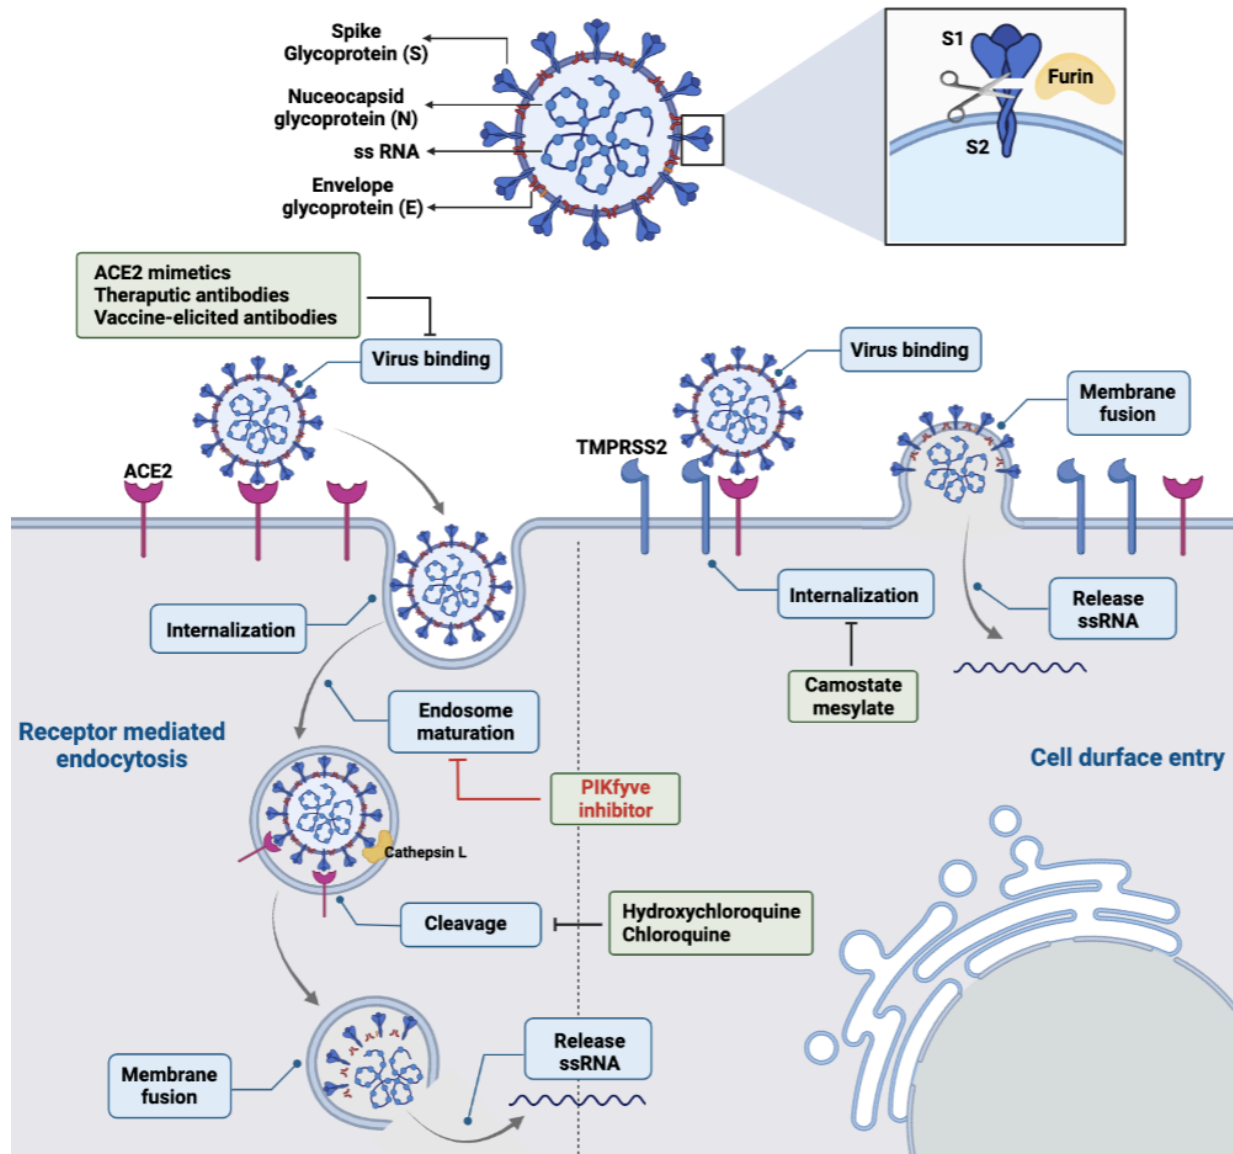 Spike
Glycoprotein (S)
Nuceocapsid
glycoprotein (N)
ss RNA
Envelope
glycoprotein (E)
S1
Furin
S2
ACE2 mimetics
Theraputic antibodies
Vaccine-elicited antibodies
Virus binding
ACE2
Internalization
Receptor mediated
endocytosis
Endosome
maturation
PIKfyve
inhibitor
Cathepsin L
Cleavage
Hydroxychloroquine
Chloroquine
Membrane
fusion
Release
ssRNA
Virus binding
TMPRSS2
Membrane
fusion
Internalization
Release
ssRNA
Camostate
mesylate
Cell durface entry